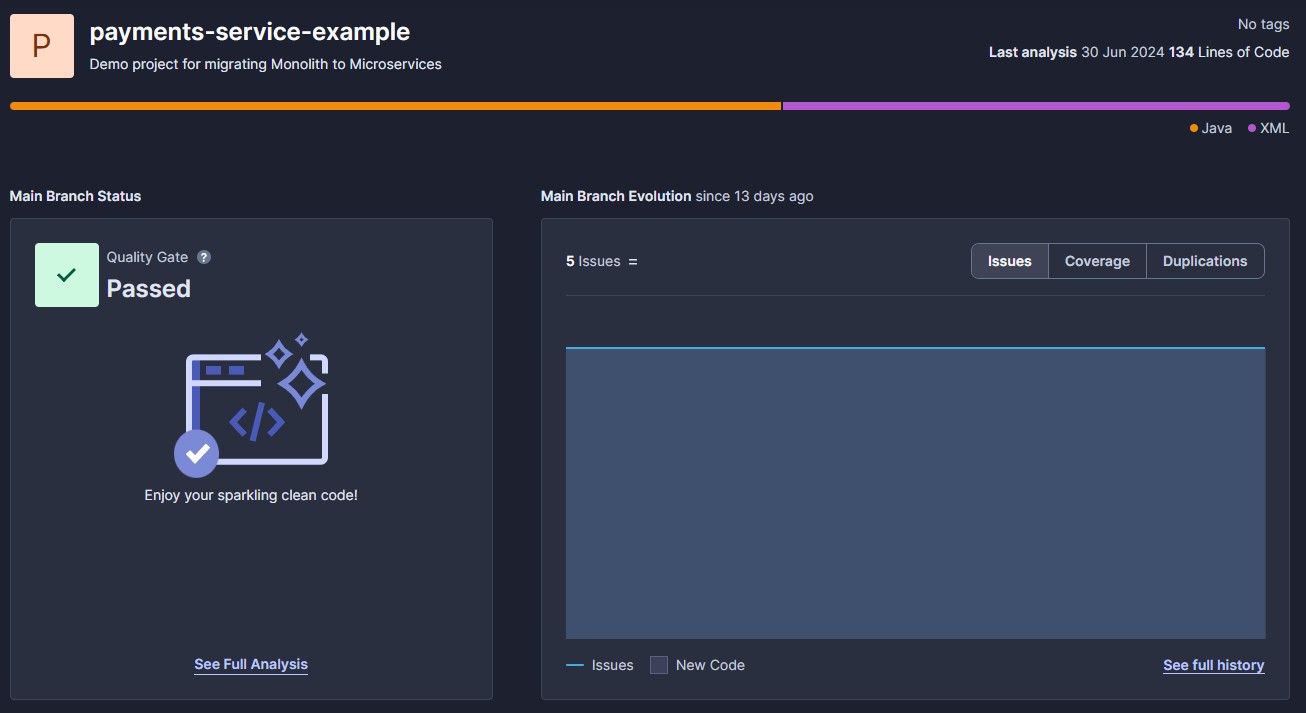 P
payments-service-example
Demo project for migrating Monolith to Microservices
No tags
Last analysis 30 Jun 2024 134 Lines of Code
Java XML
Main Branch Status
Quality Gate ?
Passed
</>
Enjoy your sparkling clean code!
See Full Analysis
Main Branch Evolution since 13 days ago
5 Issues =
Issues Coverage Duplications
Issues New Code
See full history